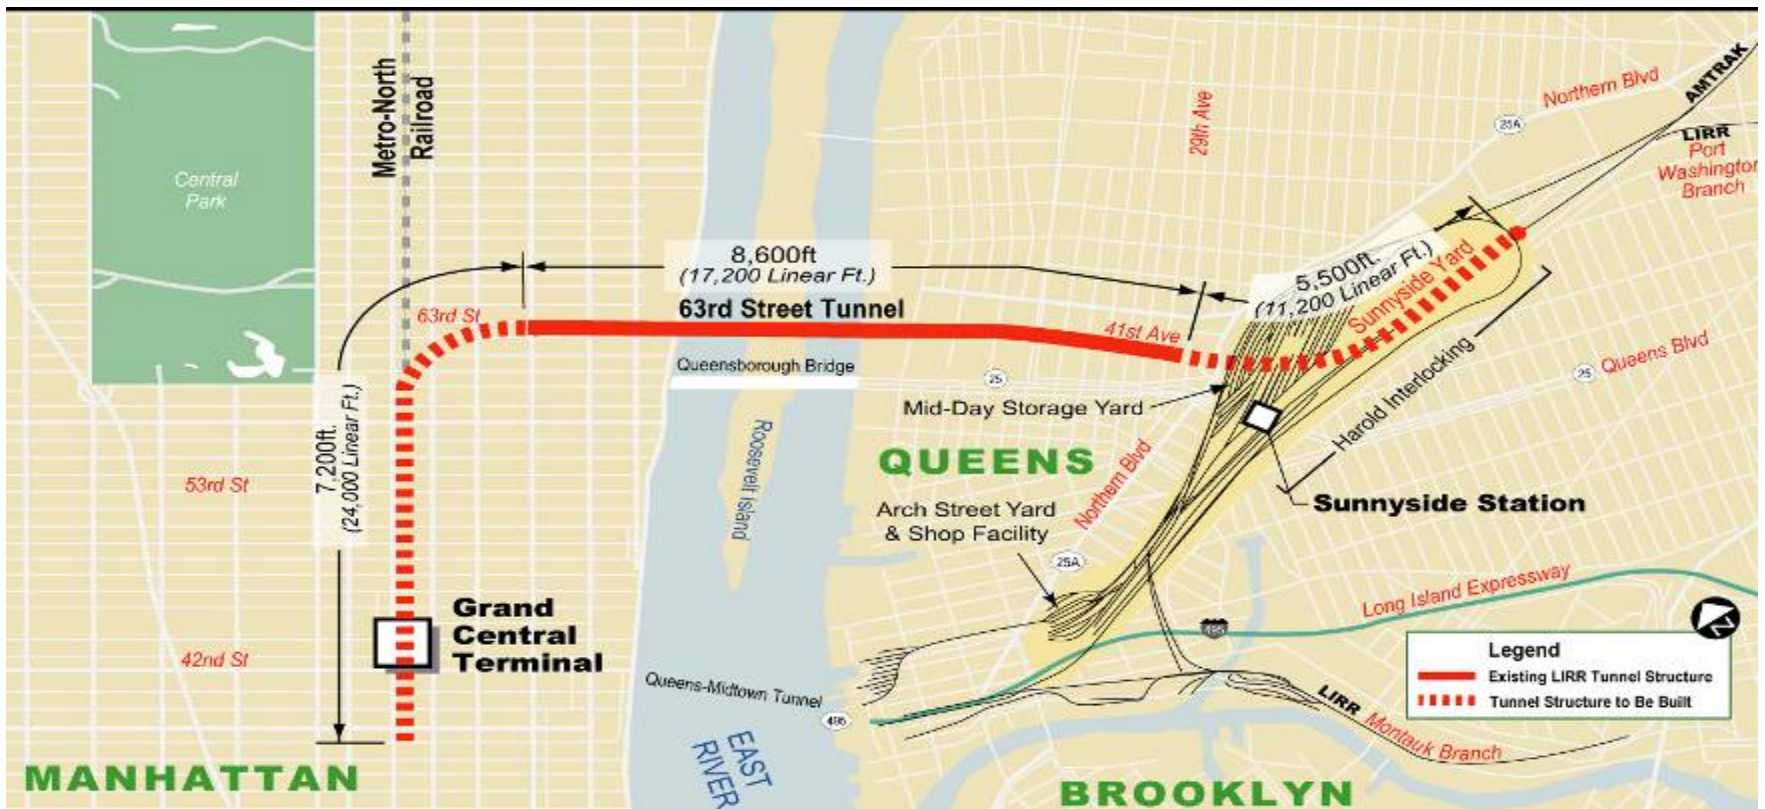 Central
Park
Metro-North
Railroad
29th Ave
Northern Blvd
25A
AMTRAK
LIRR
Port
Washington
Branch
8,600ft
(17,200 Linear Ft.)
63rd Street Tunnel
63rd St
41st Ave
5,500ft.
(11,200 Linear Ft.)
Sunnyside Yard
Queensborough Bridge
25
25
Queens Blvd
Mid-Day Storage Yard
Harold Interlocking
7,200ft.
(24,000 Linear Ft.)
53rd St
Roosevelt Island
QUEENS
Northern Blvd
Sunnyside Station
Arch Street Yard
& Shop Facility
25A
Long Island Expressway
495
Grand
Central
Terminal
42nd St
Queens-Midtown Tunnel
495
LIRR
Montauk Branch
Legend
Existing LIRR Tunnel Structure
Tunnel Structure to Be Built
N
EAST
RIVER
MANHATTAN
BROOKLYN